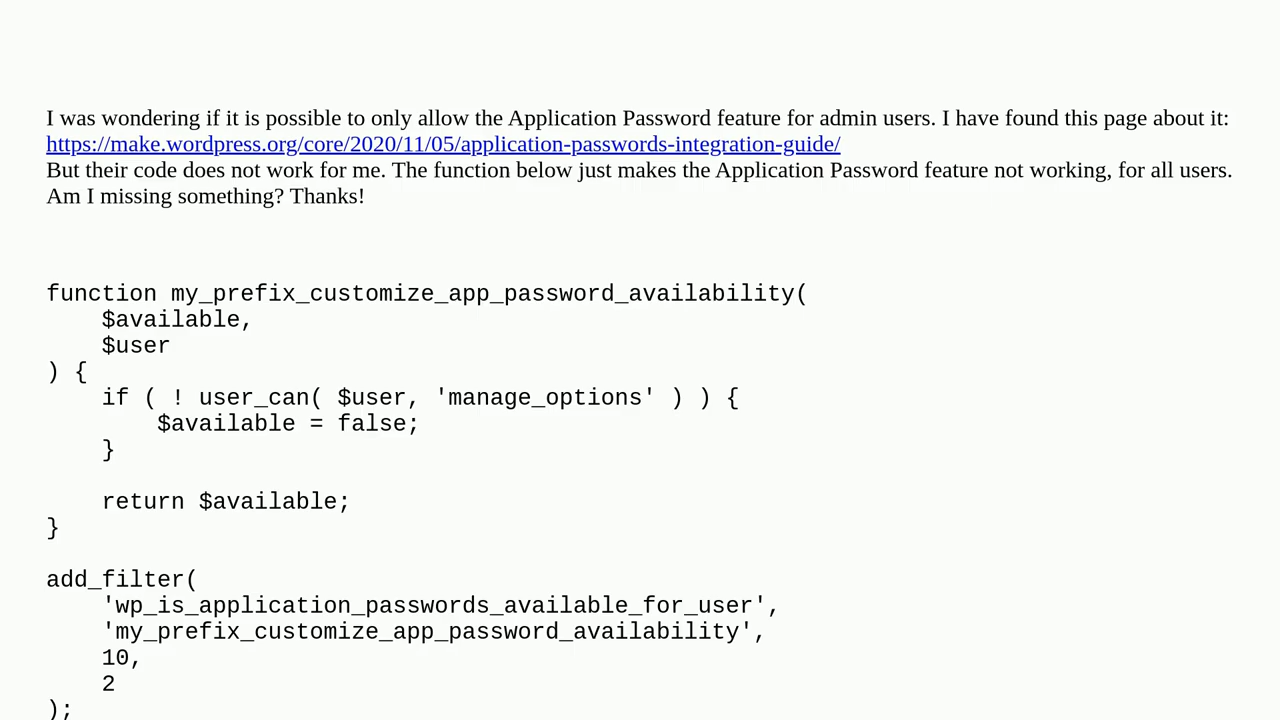 I was wondering if it is possible to only allow the Application Password feature for admin users. I have found this page about it:
https://make.wordpress.org/core/2020/11/05/application-passwords-integration-guide/
But their code does not work for me. The function below just makes the Application Password feature not working, for all users.
Am I missing something? Thanks!
function my_prefix_customize_app_password_availability(
    $available,
    $user
) {
    if ( ! user_can( $user, 'manage_options' ) ) {
        $available = false;
    }
    return $available;
}
add_filter(
    'wp_is_application_passwords_available_for_user',
    'my_prefix_customize_app_password_availability',
    10,
    2
);